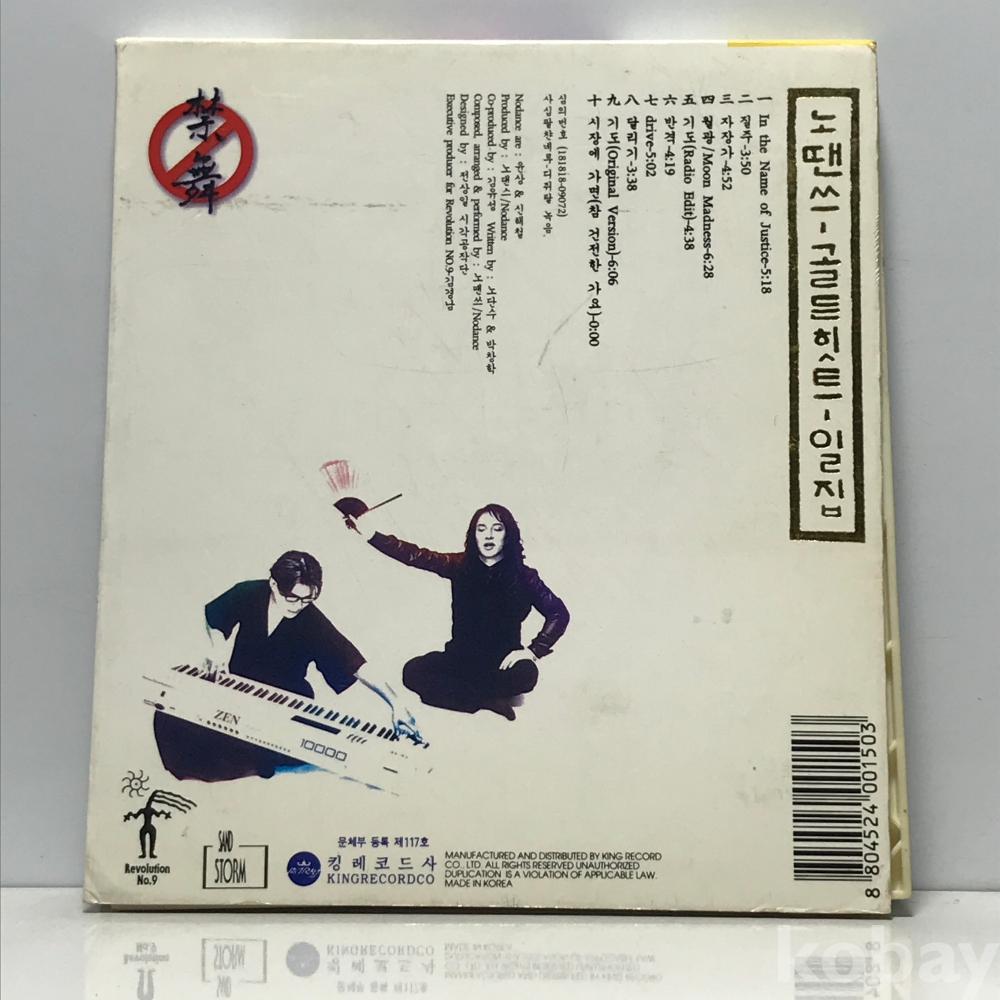 노땐쓰-골든힛트-일집
一 In the Name of Justice-5:18
二 질주-3:50
三 자장가-4:52
四 월광/Moon Madness-6:28
五 기도(Radio Edit)-4:38
六 반격-4:19
七 drive-5:02
八 달리기-3:38
九 기도(Original Version)-6:06
十 시장에 가면(참 건전한 가요)-0:00
심의번호 (181818-09072)
Nodance are : 윤상 & 신해철
Produced by : 노땐쓰/Nodance
Co-produced by : Written by : & 박창학
Composed, arranged & performed by : 노땐쓰/Nodance
Designed by : 전상일 시각공작단
Executive producer for Revolution NO.9-
禁舞
ZEN
10000
Revolution
No.9
SAND
STORM
문체부 등록 제117호
킹레코드사
KINGRECORDCO
MANUFACTURED AND DISTRIBUTED BY KING RECORD
CO., LTD. ALL RIGHTS RESERVED UNAUTHORIZED
DUPLICATION IS A VIOLATION OF APPLICABLE LAW.
MADE IN KOREA
8 804524 001503
kobay